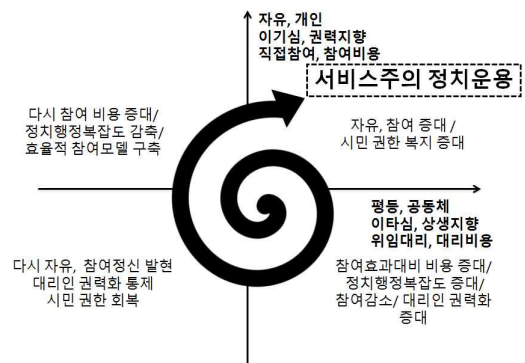 자유, 개인
이기심, 권력지향
직접참여, 참여비용
서비스주의 정치운용
다시 참여 비용 증대/
정치행정복잡도 감축/
효율적 참여모델 구축
자유, 참여 증대 /
시민 권한 복지 증대
평등, 공동체
이타심, 상생지향
위임대리, 대리비용
다시 자유, 참여정신 발현
대리인 권력화 통제
시민 권한 회복
참여효과대비 비용 증대/
정치행정복잡도 증대/
참여감소/ 대리인 권력화
증대